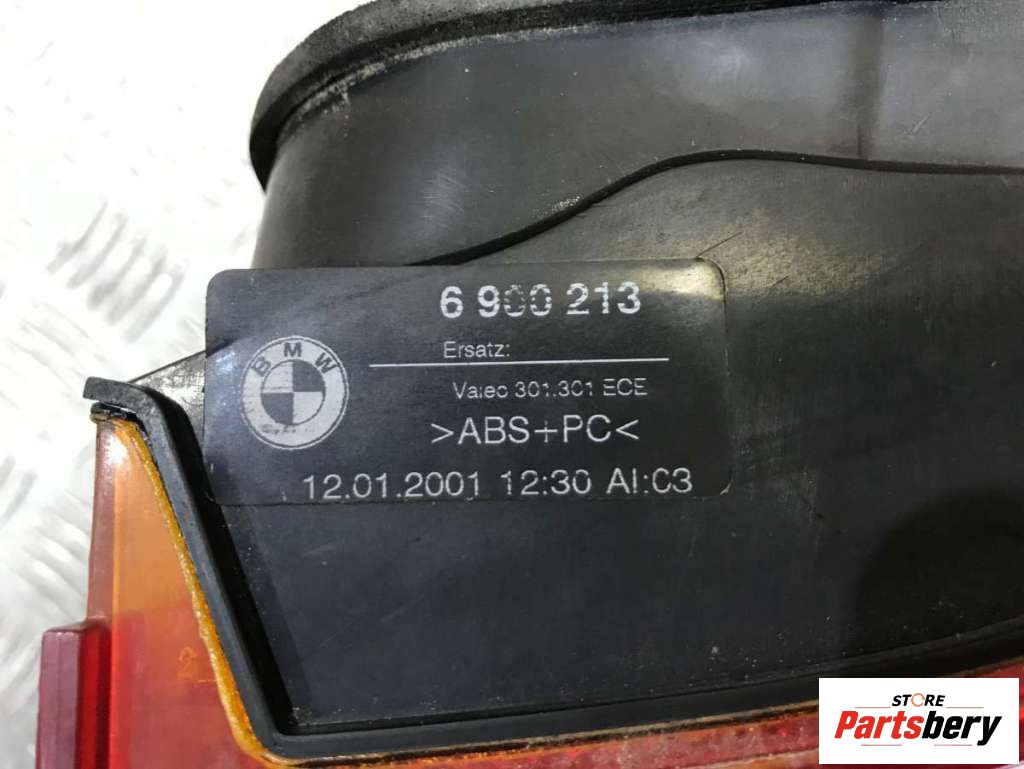 6 900 213
Ersatz:
BMW
Valeo 301.301 ECE
>ABS+PC<
12.01.2001 12:30 AI:03
STORE
Partsbery